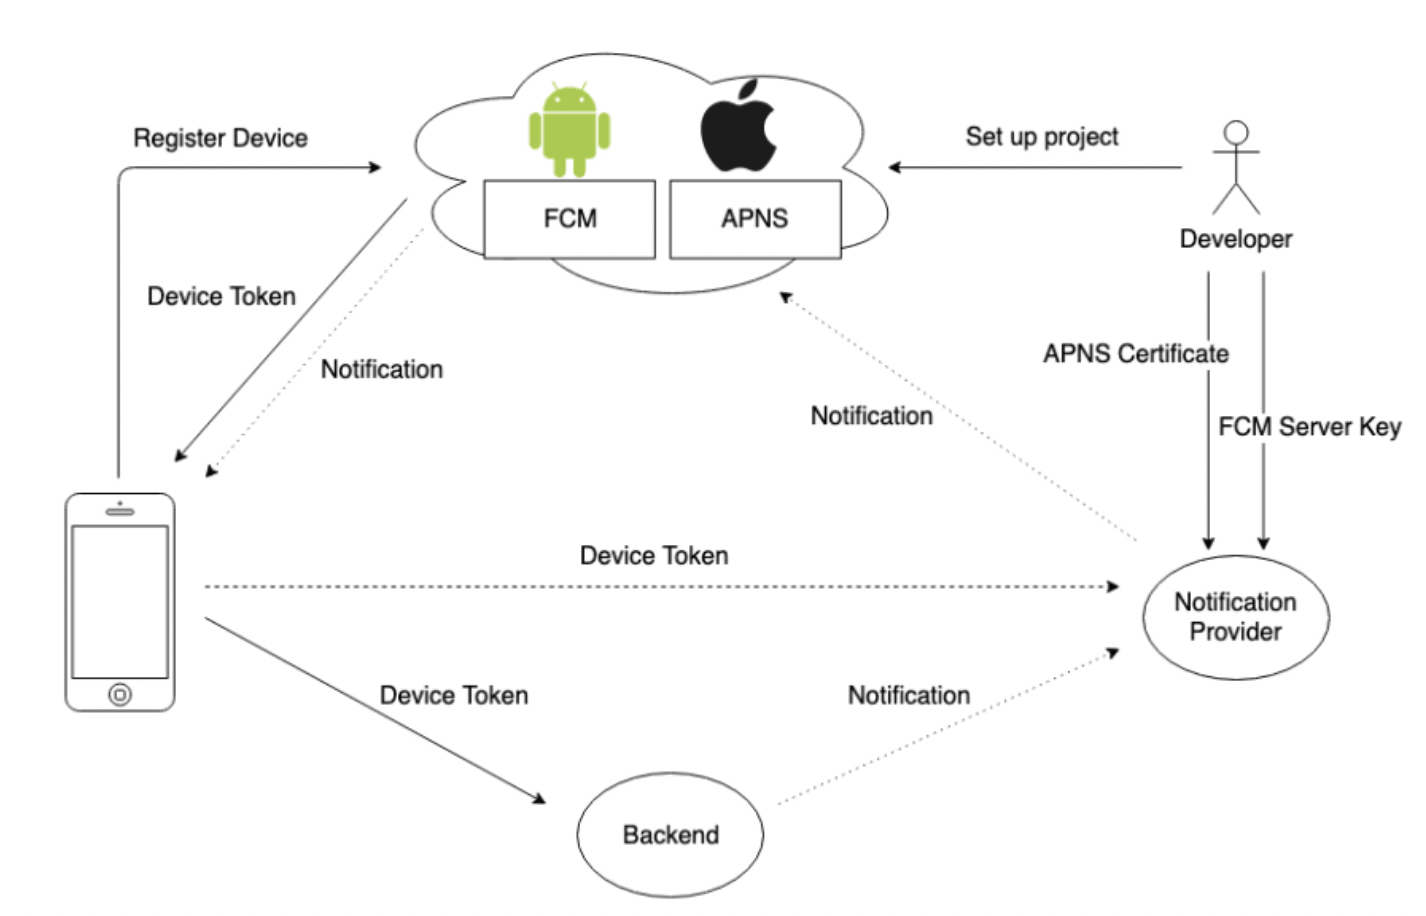 Register Device
Set up project
FCM
APNS
Developer
Device Token
Notification
APNS Certificate
Notification
FCM Server Key
Device Token
Notification
Provider
Device Token
Notification
Backend